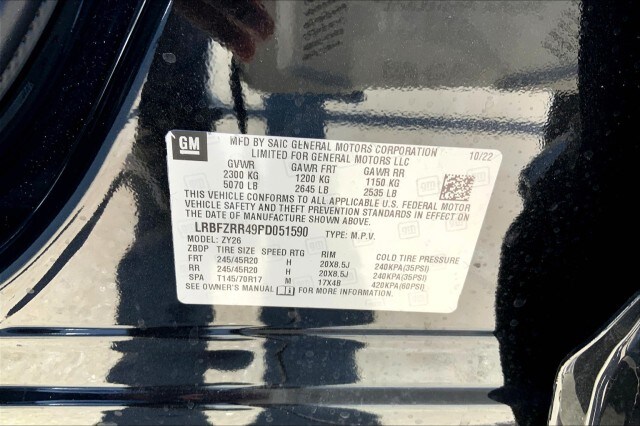 GM
MFD BY SAIC GENERAL MOTORS CORPORATION
LIMITED FOR GENERAL MOTORS LLC
10/22
GVWR GAWR FRT GAWR RR
2300 KG 1200 KG 1150 KG
5070 LB 2645 LB 2535 LB
THIS VEHICLE CONFORMS TO ALL APPLICABLE U.S. FEDERAL MOTOR
VEHICLE SAFETY AND THEFT PREVENTION STANDARDS IN EFFECT ON
THE DATE OF MANUFACTURE SHOWN ABOVE.
LRBFZRR49PD051590 TYPE: M.P.V.
MODEL: ZY26
ZBDP TIRE SIZE SPEED RTG RIM COLD TIRE PRESSURE
FRT 245/45R20 H 20X8.5J 240KPA(35PSI)
RR 245/45R20 H 20X8.5J 240KPA(35PSI)
SPA T145/70R17 M 17X4B 420KPA(60PSI)
SEE OWNER'S MANUAL FOR MORE INFORMATION